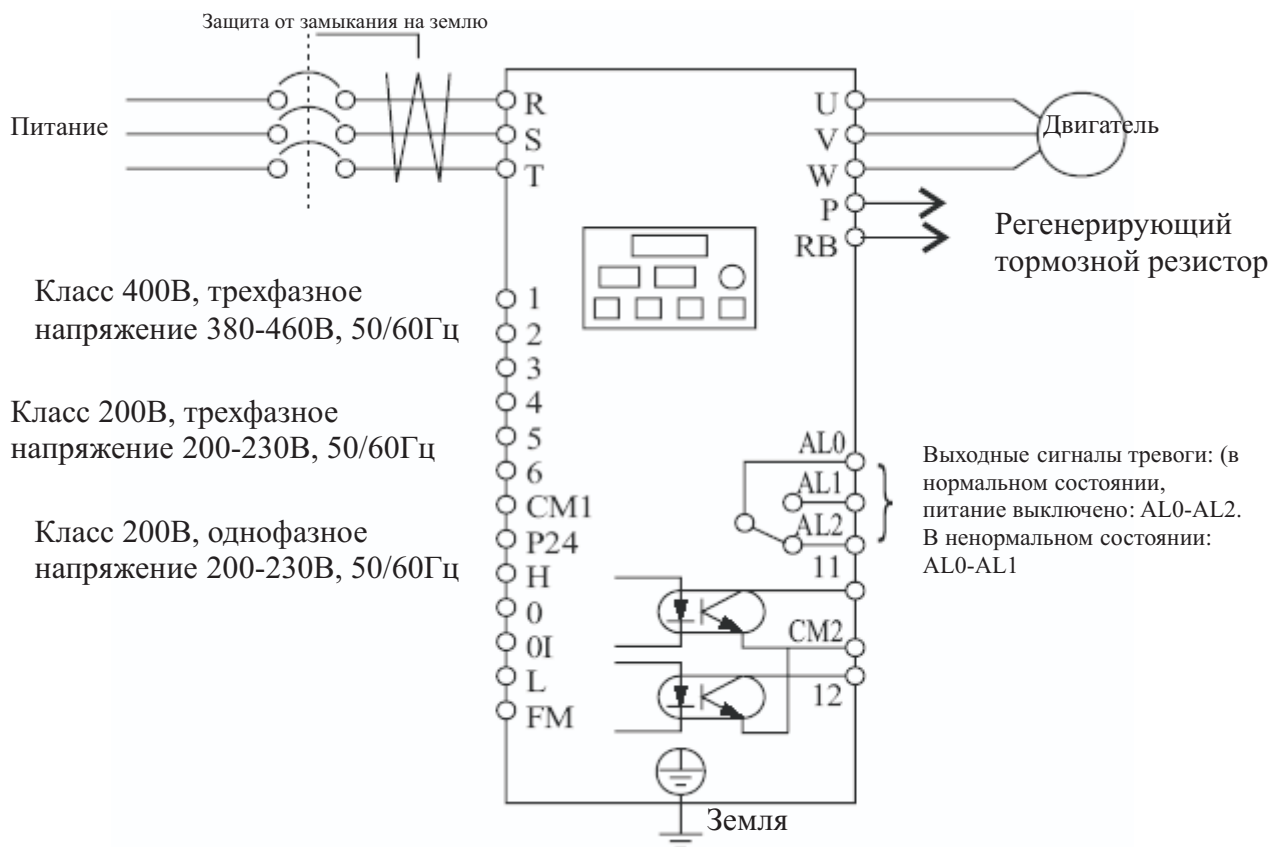 Защита от замыкания на землю
Питание
R
S
T
U
V
W
P
RB
Двигатель
Регенерирующий
тормозной резистор
Класс 400В, трехфазное
напряжение 380-460В, 50/60Гц
Класс 200В, трехфазное
напряжение 200-230В, 50/60Гц
Класс 200В, однофазное
напряжение 200-230В, 50/60Гц
1
2
3
4
5
6
CM1
P24
H
0
0I
L
FM
AL0
AL1
AL2
11
CM2
12
Выходные сигналы тревоги: (в
нормальном состоянии,
питание выключено: AL0-AL2.
В ненормальном состоянии:
AL0-AL1
Земля